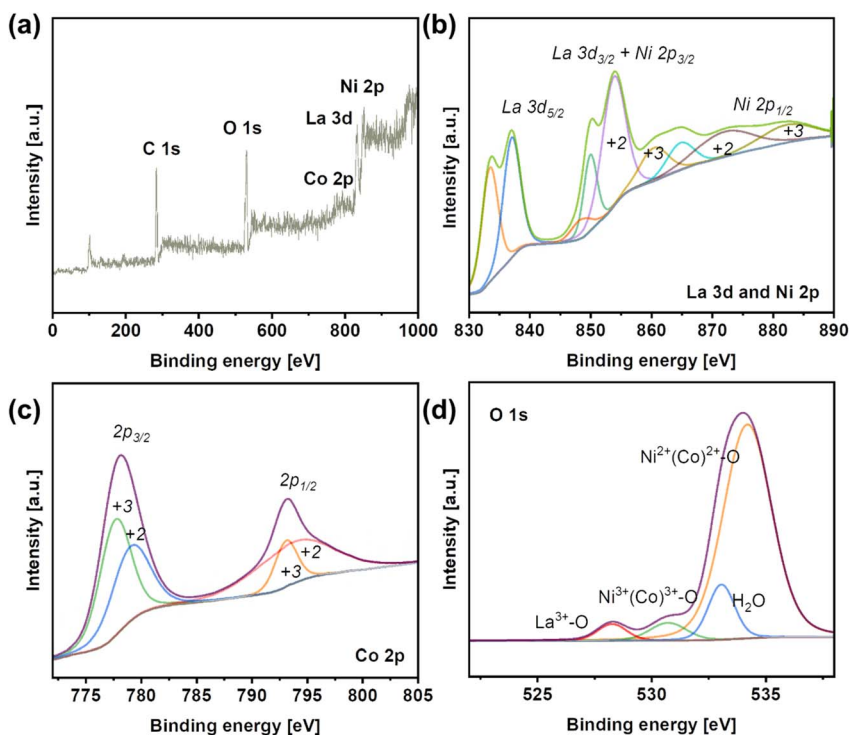 (a)
Ni 2p
La 3d
O 1s
C 1s
Co 2p
Intensity [a.u.]
0 200 400 600 800 1000
Binding energy [eV]
(b)
La 3d3/2 + Ni 2p3/2
La 3d5/2
Ni 2p1/2
+2
+3
+2
+3
Intensity [a.u.]
La 3d and Ni 2p
830 840 850 860 870 880 890
Binding energy [eV]
(c)
2p3/2
2p1/2
+3
+2
+2
+3
Intensity [a.u.]
Co 2p
775 780 785 790 795 800 805
Binding energy [eV]
(d)
O 1s
Ni²⁺(Co)²⁺-O
Ni³⁺(Co)³⁺-O
H₂O
La³⁺-O
Intensity [a.u.]
525 530 535
Binding energy [eV]